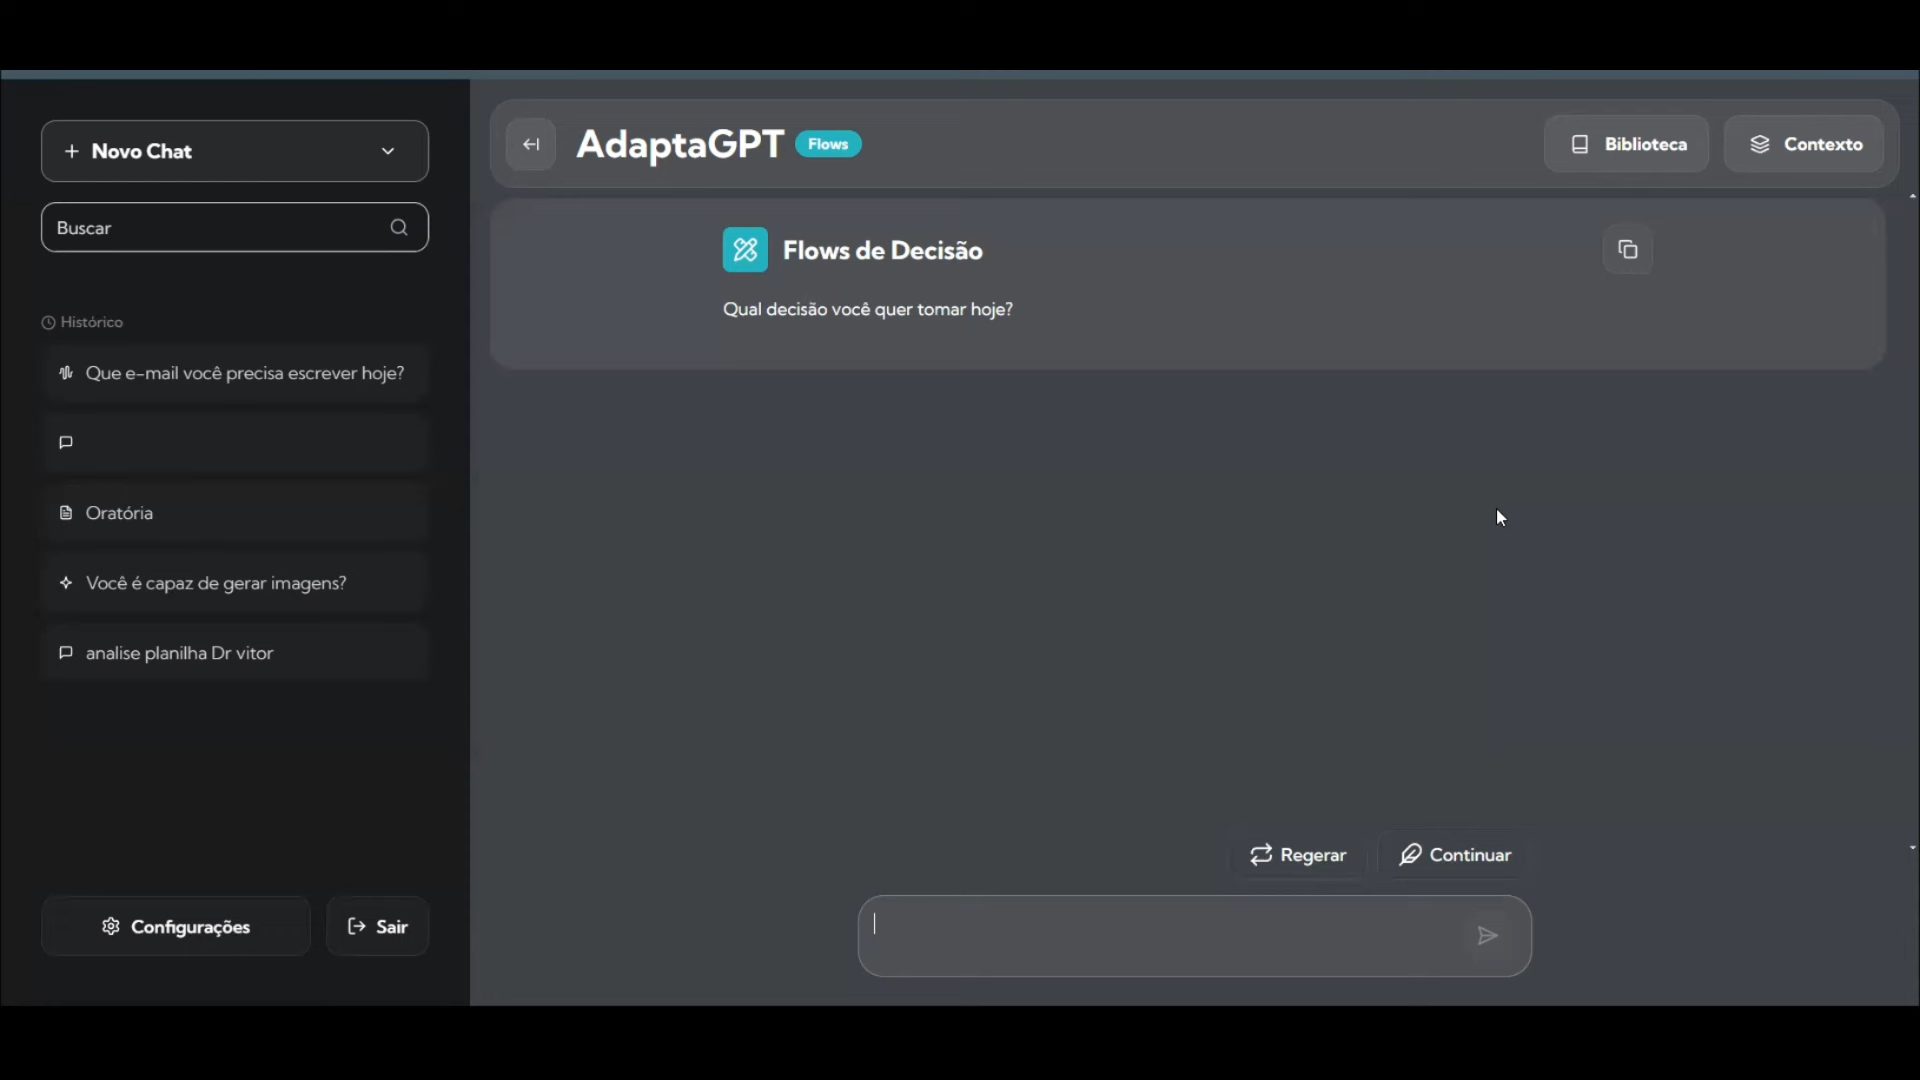 Novo Chat
Buscar
Histórico
Que e-mail você precisa escrever hoje?
Oratória
Você é capaz de gerar imagens?
analise planilha Dr vitor
Configurações
Sair
AdaptaGPT
Flows
Biblioteca
Contexto
Flows de Decisão
Qual decisão você quer tomar hoje?
Regerar
Continuar